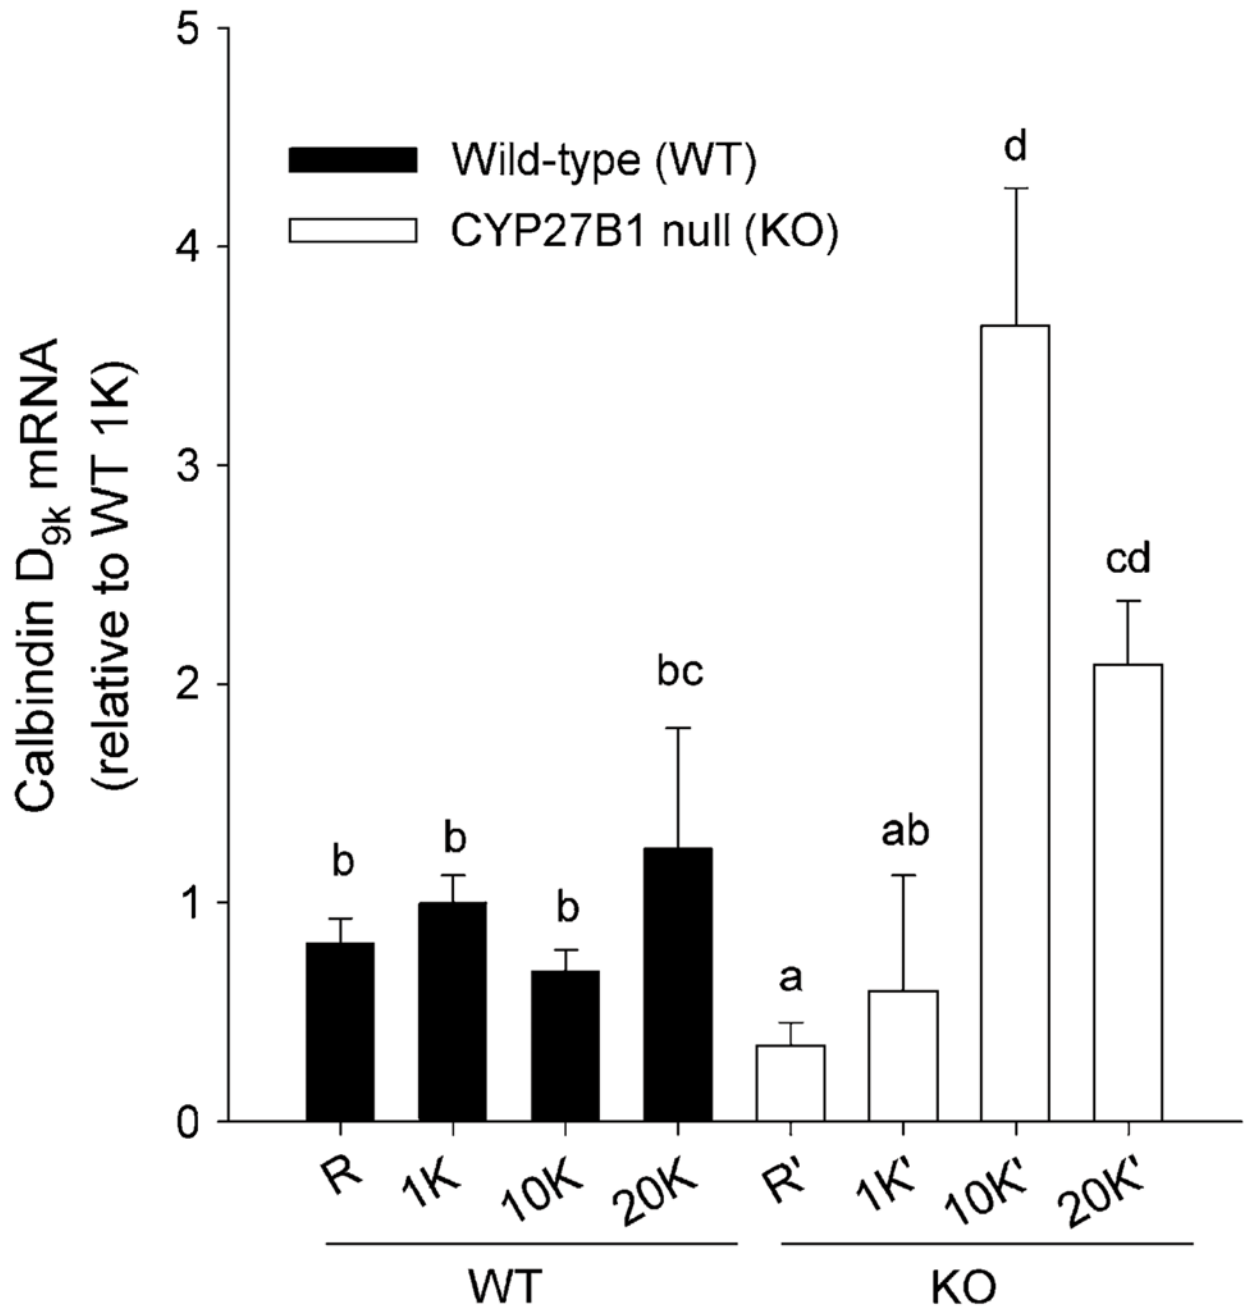 5
4
3
2
1
0
Calbindin D9k mRNA
(relative to WT 1K)
Wild-type (WT)
CYP27B1 null (KO)
b
b
b
bc
a
ab
d
cd
R
1K
10K
20K
R'
1K'
10K'
20K'
WT
KO